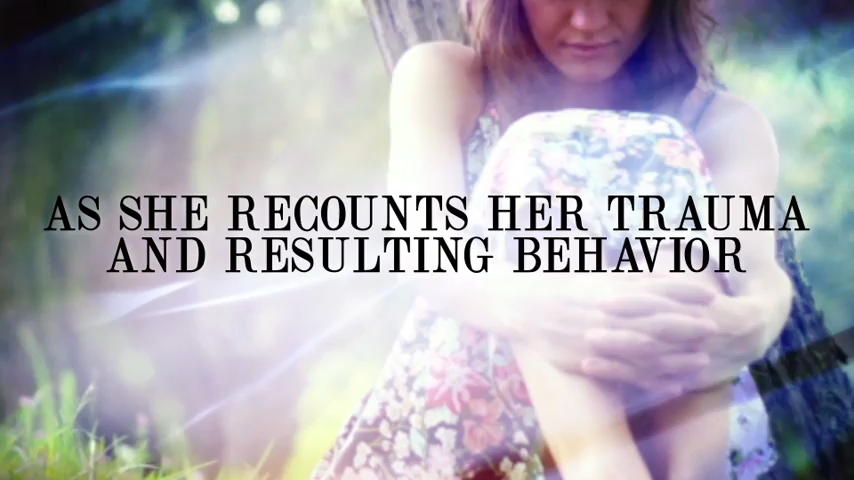 AS SHE RECOUNTS HER TRAUMA
AND RESULTING BEHAVIOR